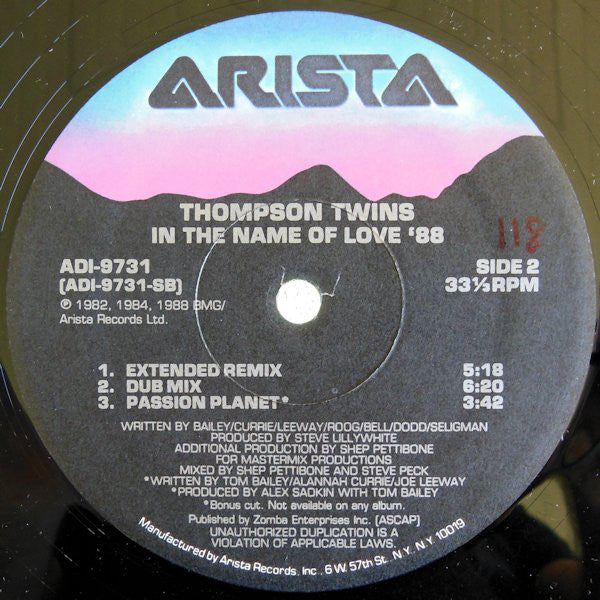 ARISTA
THOMPSON TWINS
IN THE NAME OF LOVE '88
118
ADI-9731
(ADI-9731-SB)
℗ 1982, 1984, 1988 BMG/
Arista Records Ltd.
SIDE 2
33⅓ RPM
1. EXTENDED REMIX 5:18
2. DUB MIX 6:20
3. PASSION PLANET* 3:42
WRITTEN BY BAILEY/CURRIE/LEEWAY/ROOG/BELL/DODD/SELIGMAN
PRODUCED BY STEVE LILLYWHITE
ADDITIONAL PRODUCTION BY SHEP PETTIBONE
FOR MASTERMIX PRODUCTIONS
MIXED BY SHEP PETTIBONE AND STEVE PECK
*WRITTEN BY TOM BAILEY/ALANNAH CURRIE/JOE LEEWAY
*PRODUCED BY ALEX SADKIN WITH TOM BAILEY
*Bonus cut. Not available on any album.
Published by Zomba Enterprises Inc. (ASCAP)
UNAUTHORIZED DUPLICATION IS A
VIOLATION OF APPLICABLE LAWS.
Manufactured by Arista Records, Inc., 6 W. 57th St., N.Y., N.Y. 10019